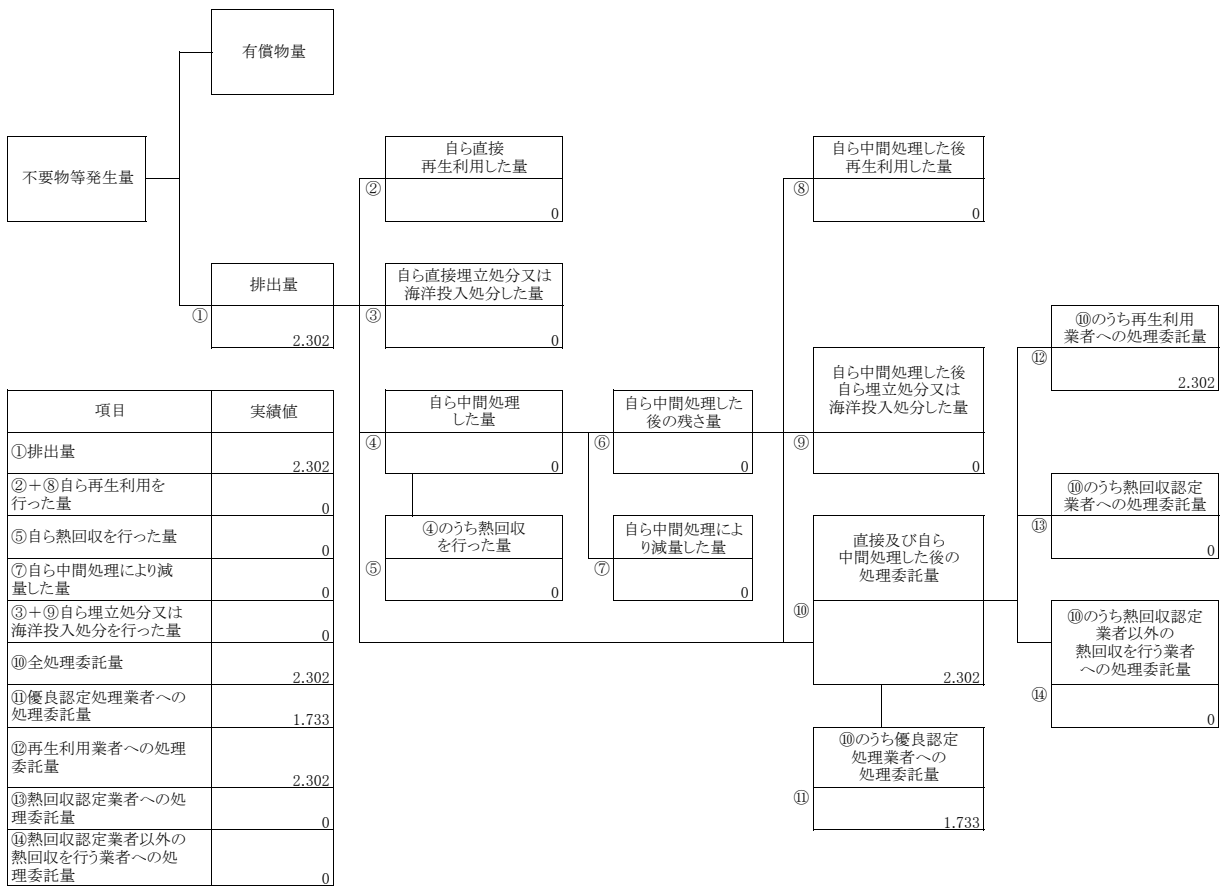 有償物量
不要物等発生量
排出量
①
2.302
自ら直接
再生利用した量
②
0
自ら直接埋立処分又は
海洋投入処分した量
③
0
自ら中間処理
した量
④
0
④のうち熱回収
を行った量
⑤
0
自ら中間処理した
後の残さ量
⑥
0
自ら中間処理によ
り減量した量
⑦
0
自ら中間処理した後
再生利用した量
⑧
0
自ら中間処理した後
自ら埋立処分又は
海洋投入処分した量
⑨
0
直接及び自ら
中間処理した後の
処理委託量
⑩
2.302
⑩のうち優良認定
処理業者への
処理委託量
⑪
1.733
⑩のうち再生利用
業者への処理委託量
⑫
2.302
⑩のうち熱回収認定
業者への処理委託量
⑬
0
⑩のうち熱回収認定
業者以外の
熱回収を行う業者
への処理委託量
⑭
0
項目 実績値
①排出量
2.302
②+⑧自ら再生利用を
行った量
0
⑤自ら熱回収を行った量
0
⑦自ら中間処理により減
量した量
0
③+⑨自ら埋立処分又は
海洋投入処分を行った量
0
⑩全処理委託量
2.302
⑪優良認定処理業者への
処理委託量
1.733
⑫再生利用業者への処理
委託量
2.302
⑬熱回収認定業者への処
理委託量
0
⑭熱回収認定業者以外の
熱回収を行う業者への処
理委託量
0